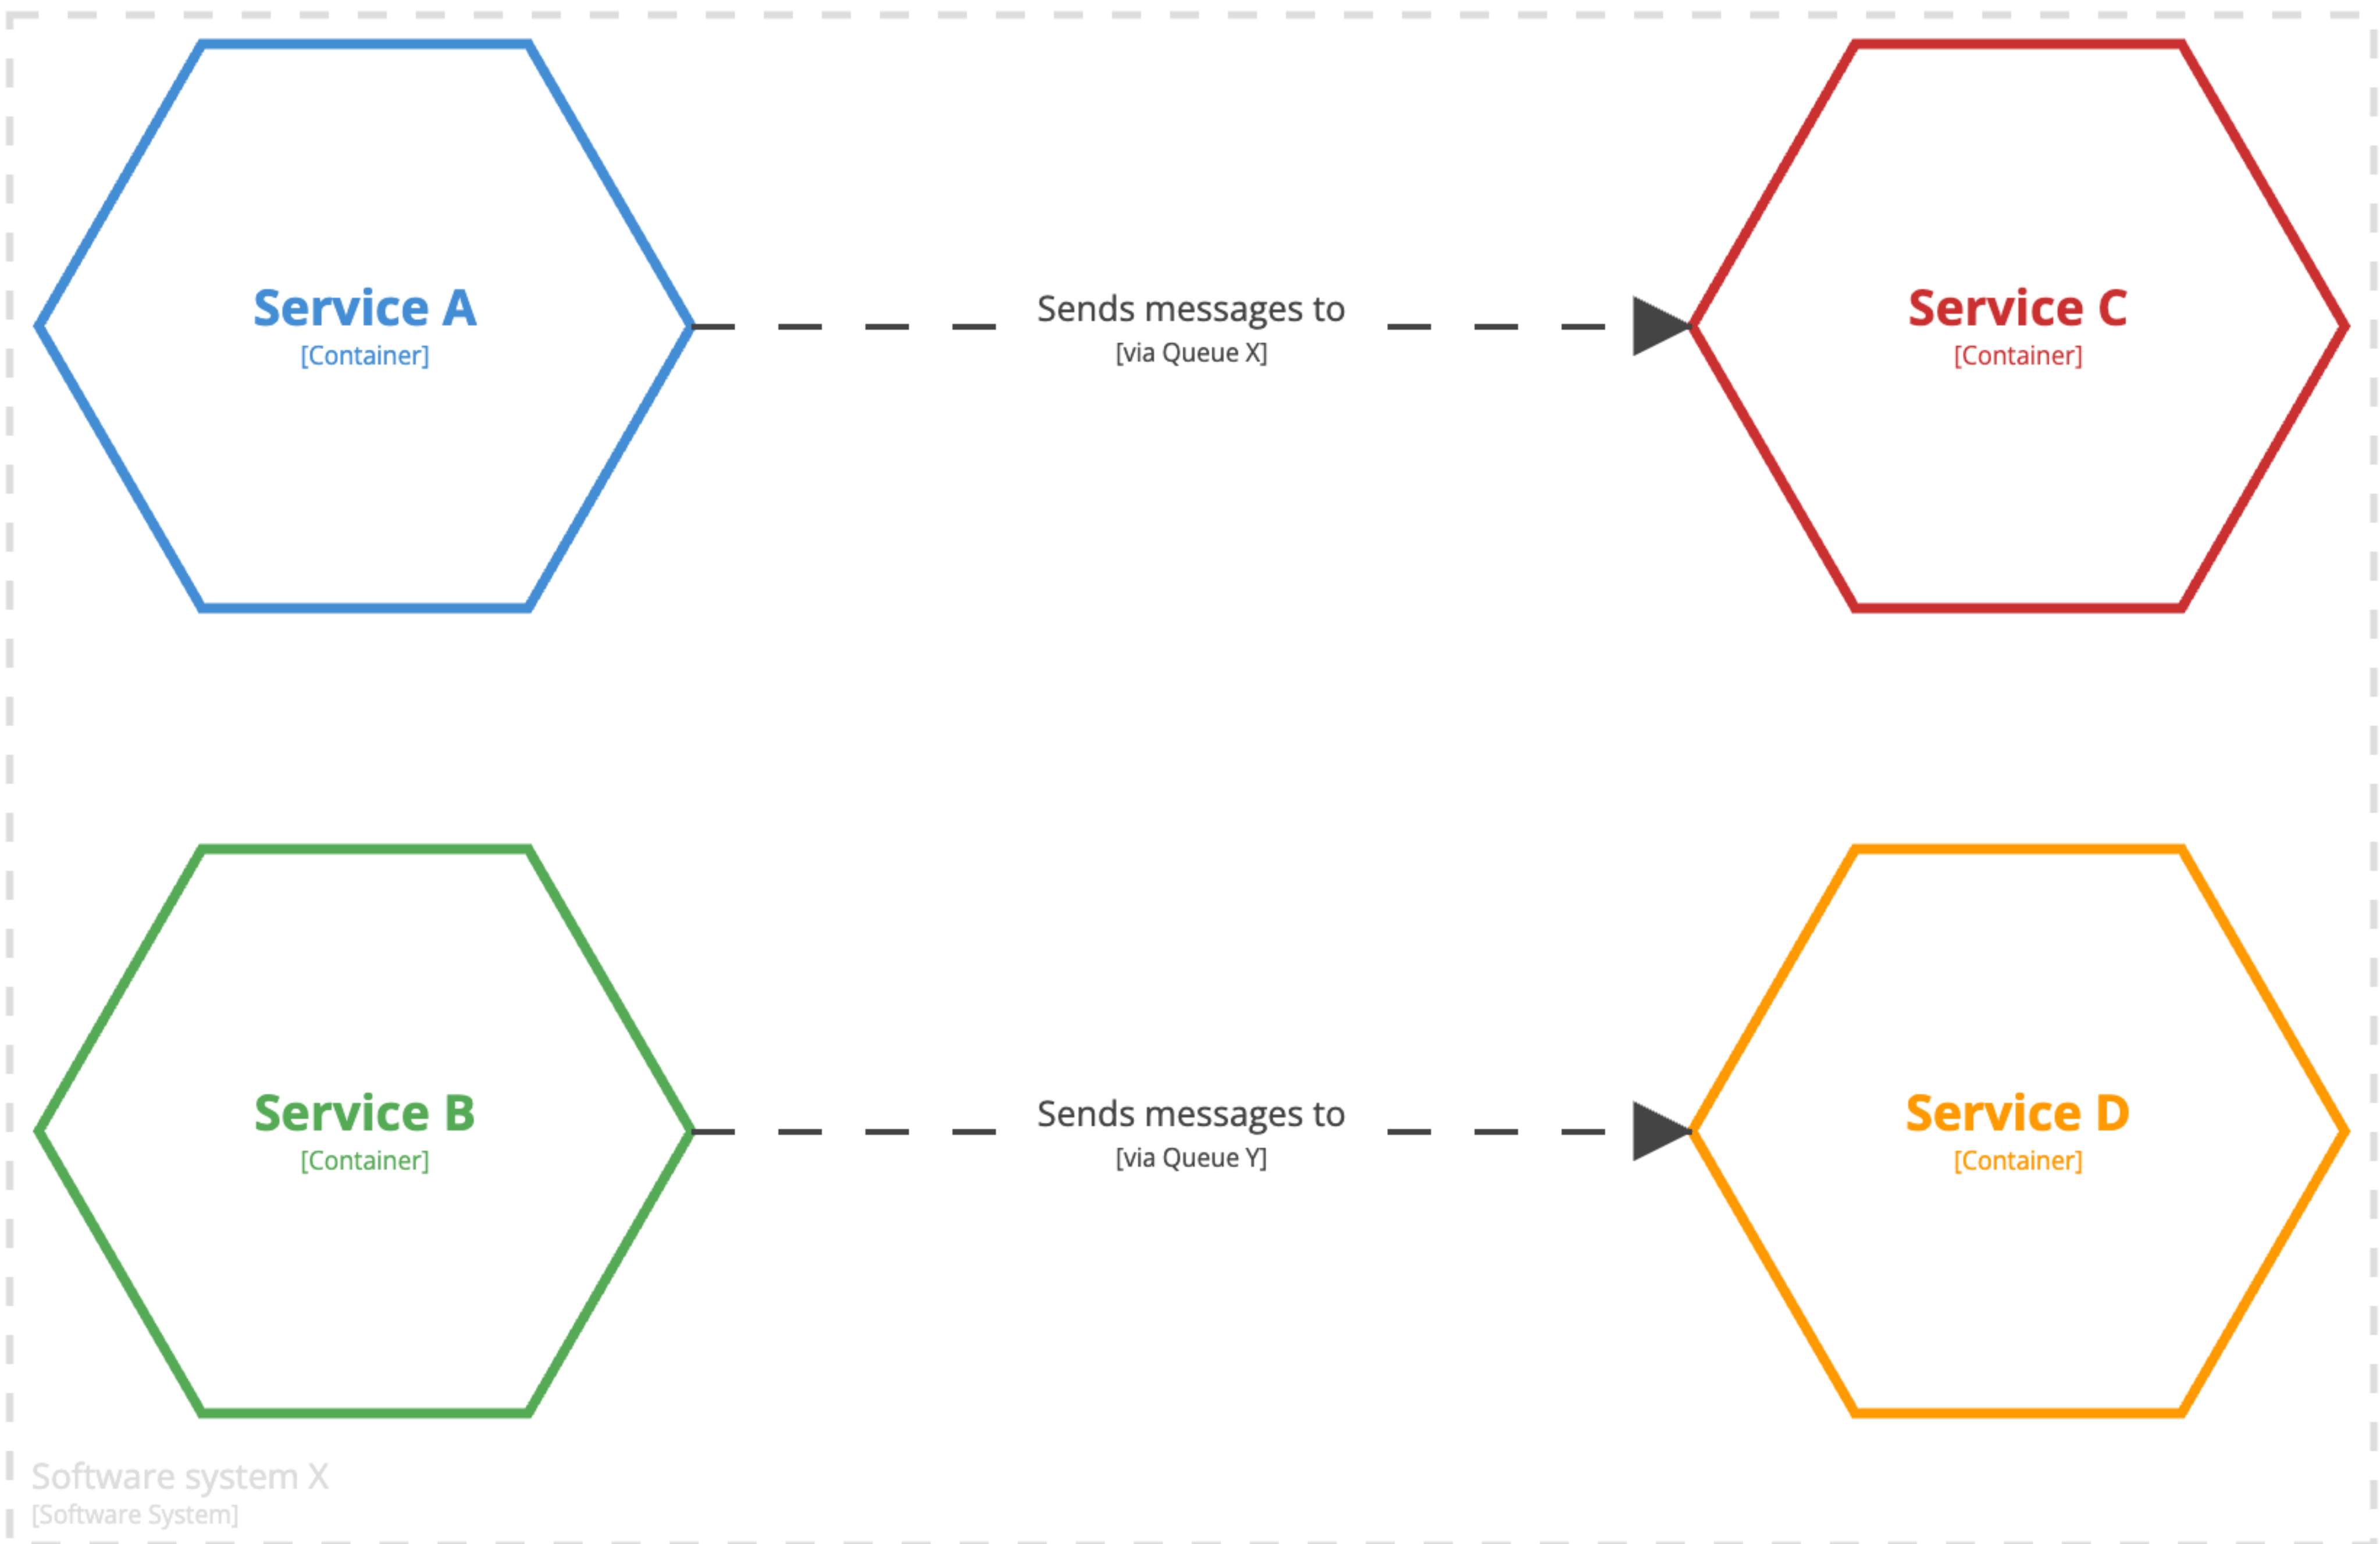 Service A
[Container]
Sends messages to
[via Queue X]
Service C
[Container]
Service B
[Container]
Sends messages to
[via Queue Y]
Service D
[Container]
Software system X
[Software System]